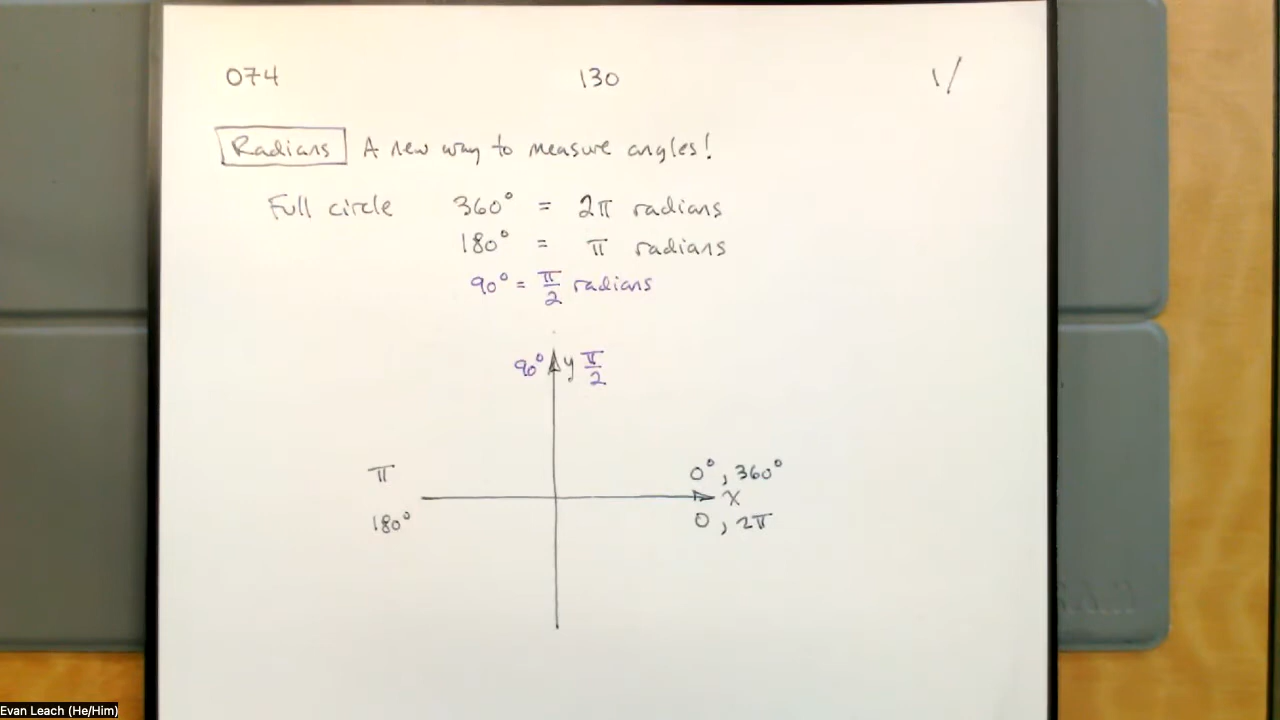 074 130 1/
Radians A new way to measure angles!
Full circle 360° = 2π radians
180° = π radians
90° = π/2 radians
90° y π/2
π 0°, 360°
x
180° 0, 2π
Evan Leach (He/Him)